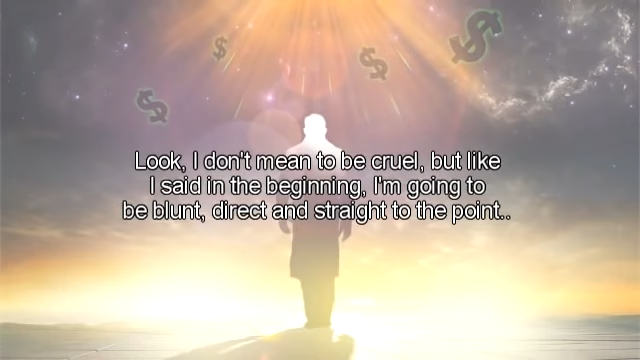 Look, I don't mean to be cruel, but like
I said in the beginning, I'm going to
be blunt, direct and straight to the point..